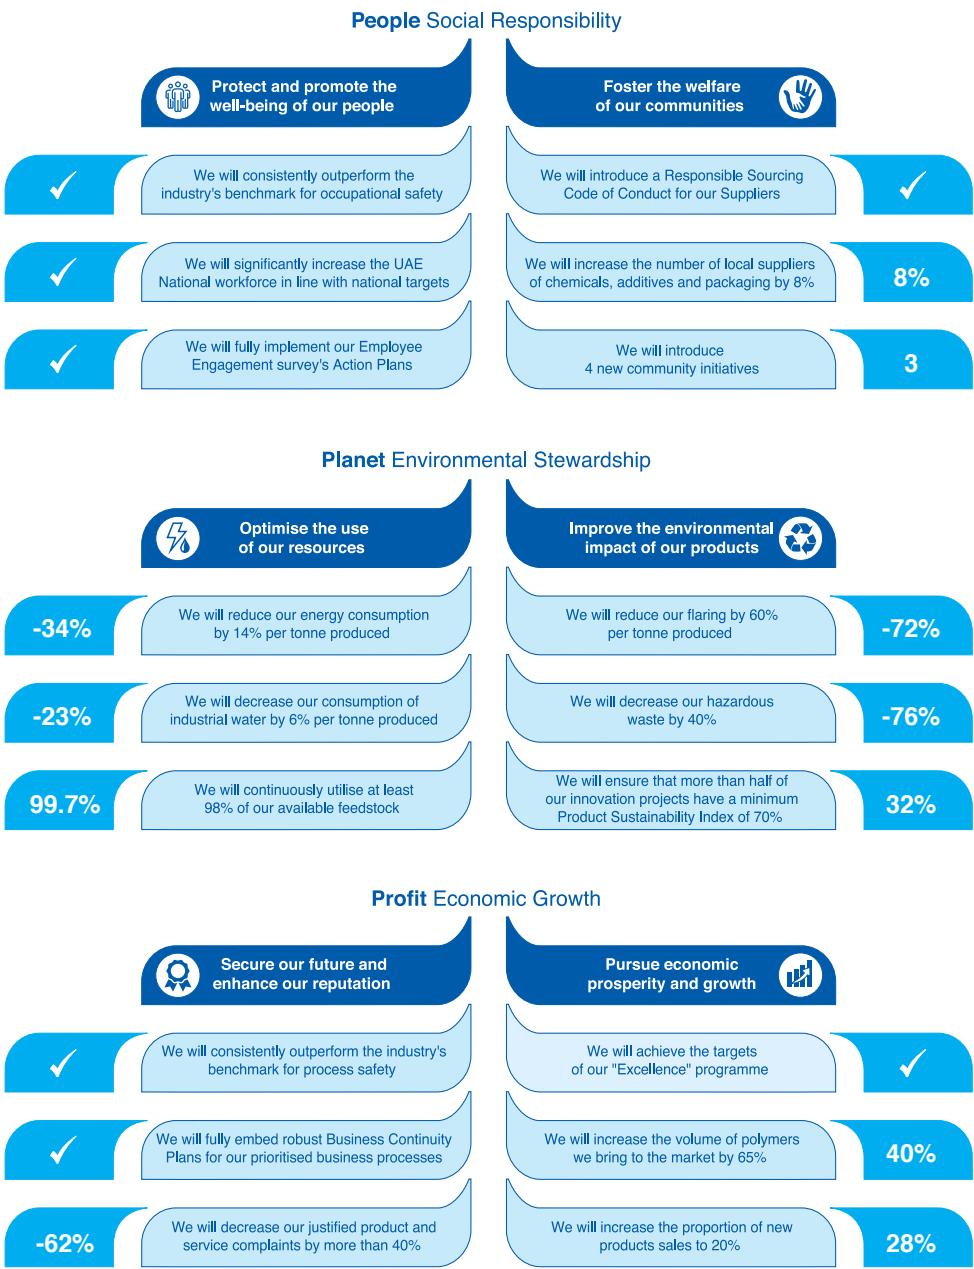 People Social Responsibility
Protect and promote the
well-being of our people
We will consistently outperform the
industry's benchmark for occupational safety
We will significantly increase the UAE
National workforce in line with national targets
We will fully implement our Employee
Engagement survey's Action Plans
Foster the welfare
of our communities
We will introduce a Responsible Sourcing
Code of Conduct for our Suppliers
We will increase the number of local suppliers
of chemicals, additives and packaging by 8%
8%
We will introduce
4 new community initiatives
3
Planet Environmental Stewardship
Optimise the use
of our resources
-34%
We will reduce our energy consumption
by 14% per tonne produced
-23%
We will decrease our consumption of
industrial water by 6% per tonne produced
99.7%
We will continuously utilise at least
98% of our available feedstock
Improve the environmental
impact of our products
We will reduce our flaring by 60%
per tonne produced
-72%
We will decrease our hazardous
waste by 40%
-76%
We will ensure that more than half of
our innovation projects have a minimum
Product Sustainability Index of 70%
32%
Profit Economic Growth
Secure our future and
enhance our reputation
We will consistently outperform the industry's
benchmark for process safety
We will fully embed robust Business Continuity
Plans for our prioritised business processes
-62%
We will decrease our justified product and
service complaints by more than 40%
Pursue economic
prosperity and growth
We will achieve the targets
of our "Excellence" programme
We will increase the volume of polymers
we bring to the market by 65%
40%
We will increase the proportion of new
products sales to 20%
28%